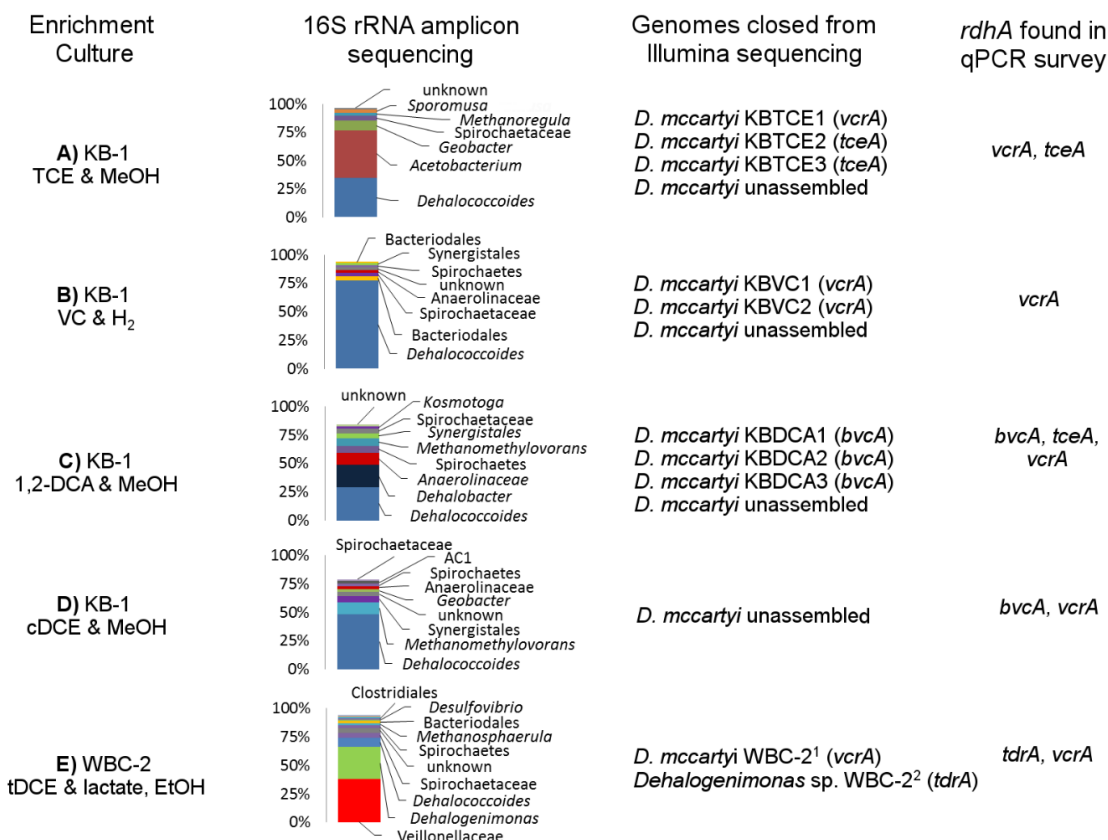 Enrichment
Culture
16S rRNA amplicon
sequencing
Genomes closed from
Illumina sequencing
rdhA found in
qPCR survey
A) KB-1
TCE & MeOH
100%
75%
50%
25%
0%
unknown
Sporomusa
Methanoregula
Spirochaetaceae
Geobacter
Acetobacterium
Dehalococcoides
D. mccartyi KBTCE1 (vcrA)
D. mccartyi KBTCE2 (tceA)
D. mccartyi KBTCE3 (tceA)
D. mccartyi unassembled
vcrA, tceA
B) KB-1
VC & H2
100%
75%
50%
25%
0%
Bacteriodales
Synergistales
Spirochaetes
unknown
Anaerolinaceae
Spirochaetaceae
Bacteriodales
Dehalococcoides
D. mccartyi KBVC1 (vcrA)
D. mccartyi KBVC2 (vcrA)
D. mccartyi unassembled
vcrA
C) KB-1
1,2-DCA & MeOH
100%
75%
50%
25%
0%
unknown
Kosmotoga
Spirochaetaceae
Synergistales
Methanomethylovorans
Spirochaetes
Anaerolinaceae
Dehalobacter
Dehalococcoides
D. mccartyi KBDCA1 (bvcA)
D. mccartyi KBDCA2 (bvcA)
D. mccartyi KBDCA3 (bvcA)
D. mccartyi unassembled
bvcA, tceA,
vcrA
D) KB-1
cDCE & MeOH
100%
75%
50%
25%
0%
Spirochaetaceae
AC1
Spirochaetes
Anaerolinaceae
Geobacter
unknown
Synergistales
Methanomethylovorans
Dehalococcoides
D. mccartyi unassembled
bvcA, vcrA
E) WBC-2
tDCE & lactate, EtOH
100%
75%
50%
25%
0%
Clostridiales
Desulfovibrio
Bacteriodales
Methanosphaerula
Spirochaetes
unknown
Spirochaetaceae
Dehalococcoides
Dehalogenimonas
Veillonellaceae
D. mccartyi WBC-2¹ (vcrA)
Dehalogenimonas sp. WBC-2² (tdrA)
tdrA, vcrA